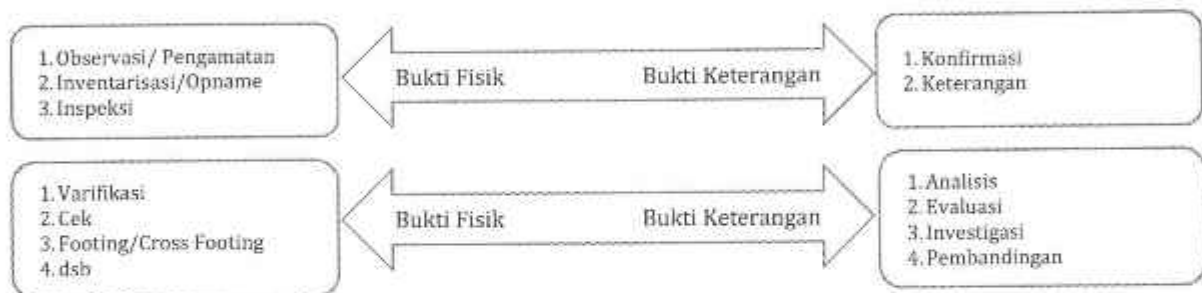 1. Observasi/ Pengamatan
2. Inventarisasi/Opname
3. Inspeksi
Bukti Fisik
Bukti Keterangan
1. Konfirmasi
2. Keterangan
1. Varifikasi
2. Cek
3. Footing/Cross Footing
4. dsb
Bukti Fisik
Bukti Keterangan
1. Analisis
2. Evaluasi
3. Investigasi
4. Pembandingan